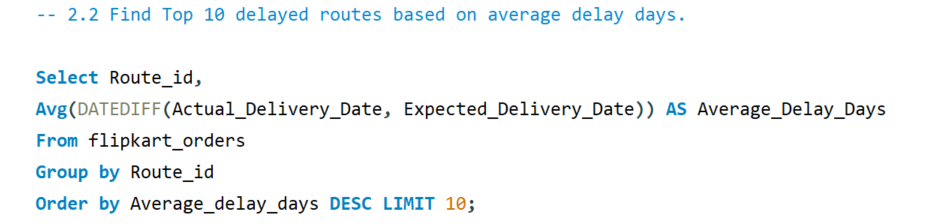 -- 2.2 Find Top 10 delayed routes based on average delay days.
Select Route_id,
Avg(DATEDIFF(Actual_Delivery_Date, Expected_Delivery_Date)) AS Average_Delay_Days
From flipkart_orders
Group by Route_id
Order by Average_delay_days DESC LIMIT 10;